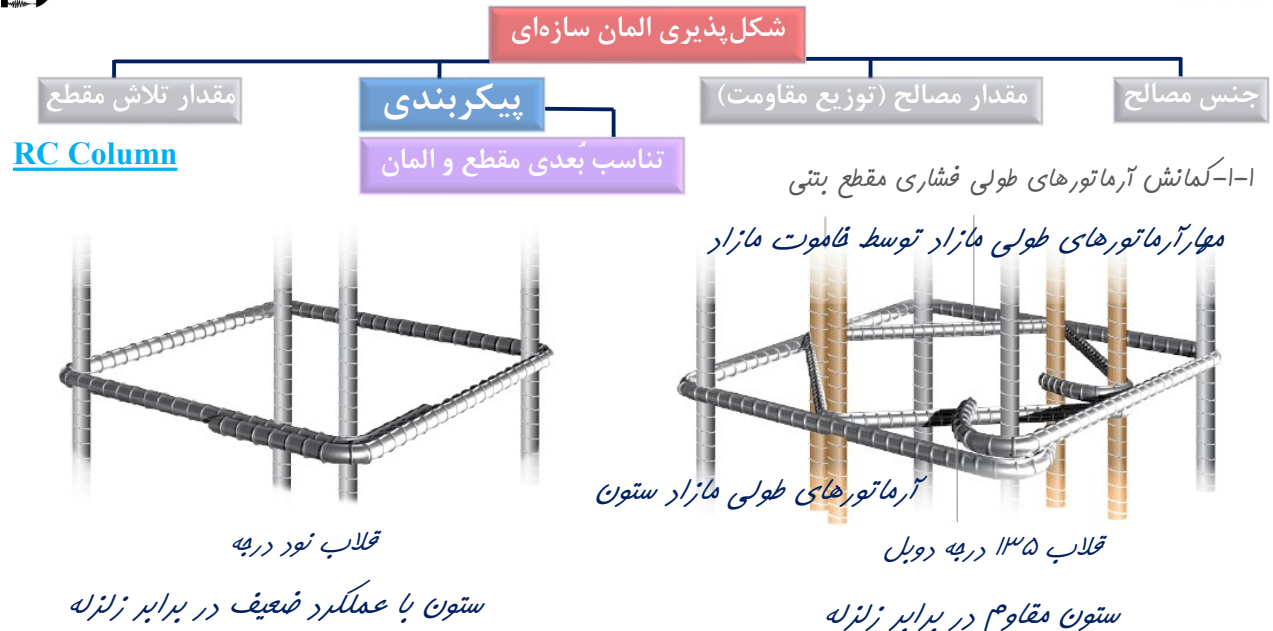 شکل‌پذیری المان سازه‌ای
جنس مصالح
مقدار مصالح (توزیع مقاومت)
پیکربندی
مقدار تلاش مقطع
تناسب بُعدی مقطع و المان
RC Column
۱-۱-کمانش آرماتورهای طولی فشاری مقطع بتنی
مهارآرماتورهای طولی مازاد توسط خاموت مازاد
آرماتورهای طولی مازاد ستون
قلاب ۱۳۵ درجه دوبل
ستون مقاوم در برابر زلزله
قلاب نود درجه
ستون با عملکرد ضعیف در برابر زلزله